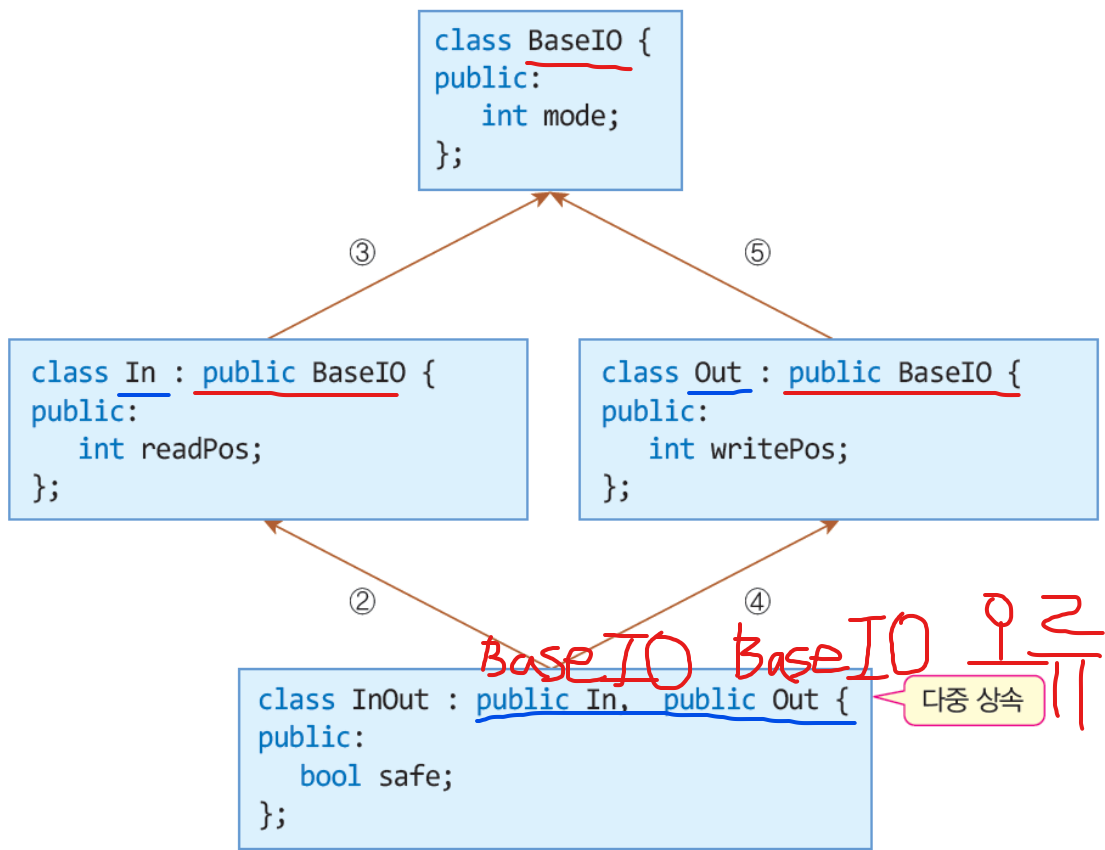 class BaseIO {
public:
int mode;
};
③
⑤
class In : public BaseIO {
public:
int readPos;
};
class Out : public BaseIO {
public:
int writePos;
};
②
④
BaseIO BaseIO 오류
class InOut : public In, public Out {
public:
bool safe;
};
다중 상속